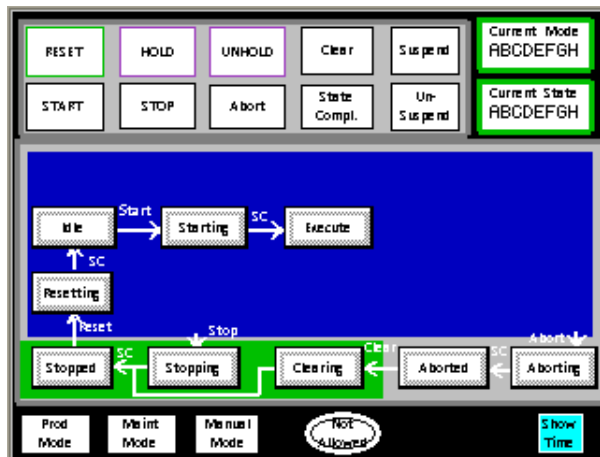 RESET
HOLD
UNHOLD
Clear
Suspend
START
STOP
Abort
State
Compl.
Un-
Suspend
Current Mode
ABCDEFGH
Current State
ABCDEFGH
Idle
Start
Starting
SC
Execute
SC
Resetting
Reset
Stop
Abort
Stopped
SC
Stopping
Clearing
Clear
Aborted
SC
Aborting
Prod
Mode
Maint
Mode
Manual
Mode
Not
Allowed
Show
Time